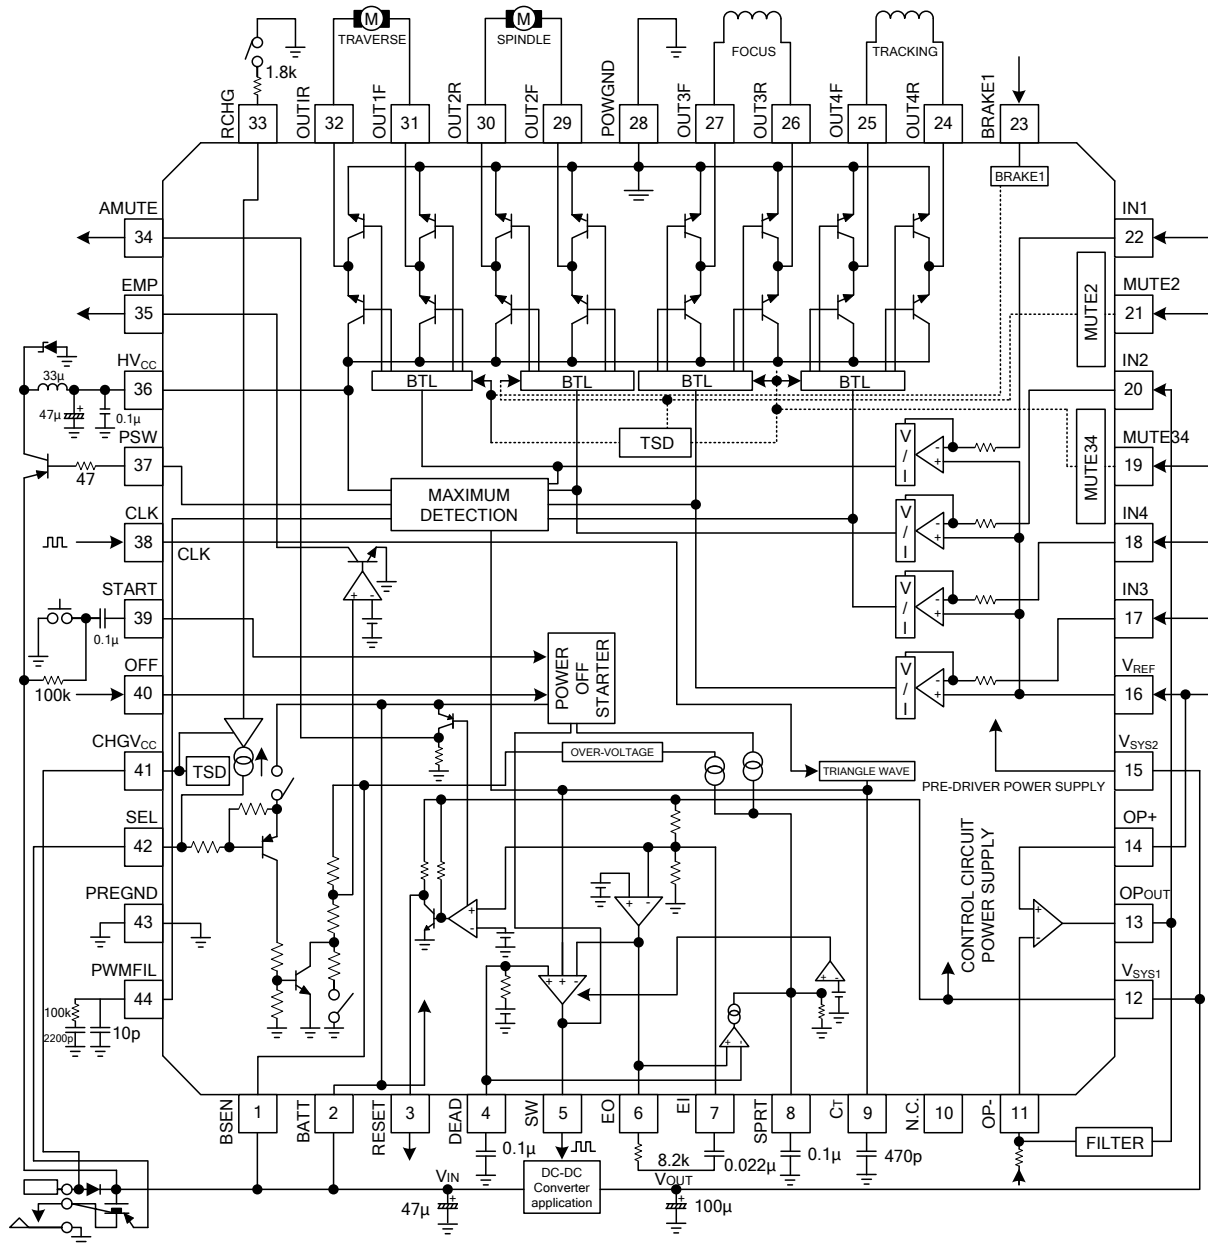 M
TRAVERSE
M
SPINDLE
FOCUS
TRACKING
1.8k
RCHG
OUTIR
OUT1F
OUT2R
OUT2F
POWGND
OUT3F
OUT3R
OUT4F
OUT4R
BRAKE1
33
32
31
30
29
28
27
26
25
24
23
BRAKE1
AMUTE
34
EMP
35
HVCC
36
33μ
47μ
+
0.1μ
PSW
37
47
CLK
38
CLK
START
39
0.1μ
OFF
40
100k
CHGVCC
41
TSD
SEL
42
PREGND
43
PWMFIL
44
100k
2200p
10p
IN1
22
MUTE2
21
MUTE2
IN2
20
MUTE34
19
MUTE34
IN4
18
IN3
17
VREF
16
VSYS2
15
PRE-DRIVER POWER SUPPLY
OP+
14
OPOUT
13
VSYS1
12
CONTROL CIRCUIT
POWER SUPPLY
BTL
BTL
BTL
BTL
TSD
MAXIMUM
DETECTION
V / I
- +
V / I
- +
V / I
- +
V / I
- +
+ -
POWER
OFF
STARTER
OVER-VOLTAGE
TRIANGLE WAVE
+ -
+ -
+ + -
+ -
+ -
+ -
BSEN
BATT
RESET
DEAD
SW
EO
EI
SPRT
CT
N.C.
OP-
1
2
3
4
5
6
7
8
9
10
11
0.1μ
8.2k
0.022μ
0.1μ
470p
FILTER
VIN
47μ
+
DC-DC
Converter
application
VOUT
+
100μ